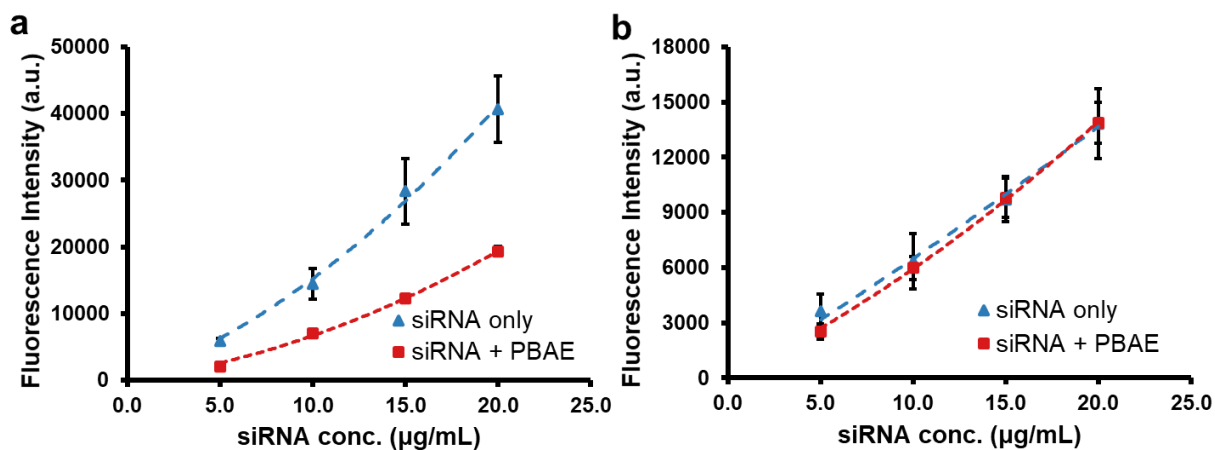 a
Fluorescence Intensity (a.u.)
50000
40000
30000
20000
10000
0
siRNA only
siRNA + PBAE
0.0 5.0 10.0 15.0 20.0 25.0
siRNA conc. (µg/mL)
b
Fluorescence Intensity (a.u.)
18000
15000
12000
9000
6000
3000
0
siRNA only
siRNA + PBAE
0.0 5.0 10.0 15.0 20.0 25.0
siRNA conc. (µg/mL)